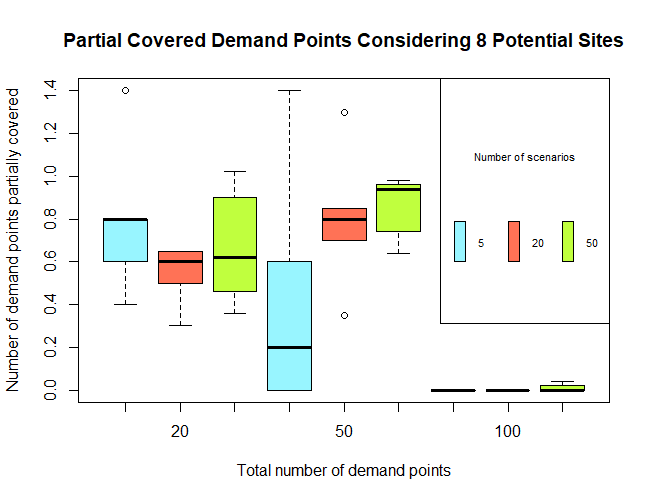 Partial Covered Demand Points Considering 8 Potential Sites
Number of demand points partially covered
1.4
1.2
1.0
0.8
0.6
0.4
0.2
0.0
Number of scenarios
5 20 50
20 50 100
Total number of demand points